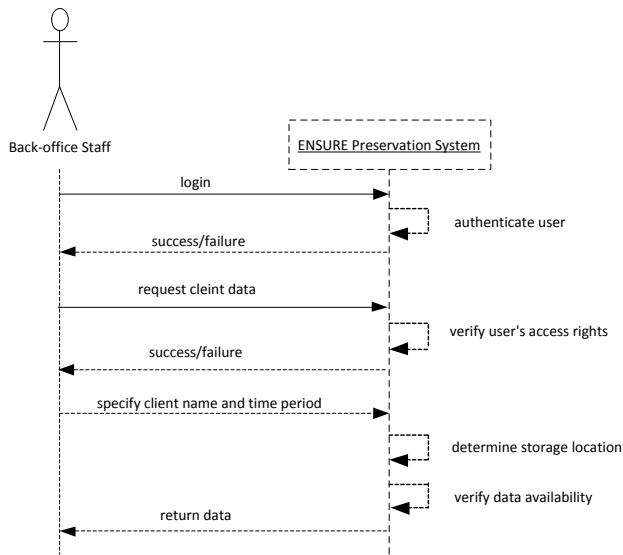 Back-office Staff
ENSURE Preservation System
login
authenticate user
success/failure
request cleint data
verify user's access rights
success/failure
specify client name and time period
determine storage location
verify data availability
return data